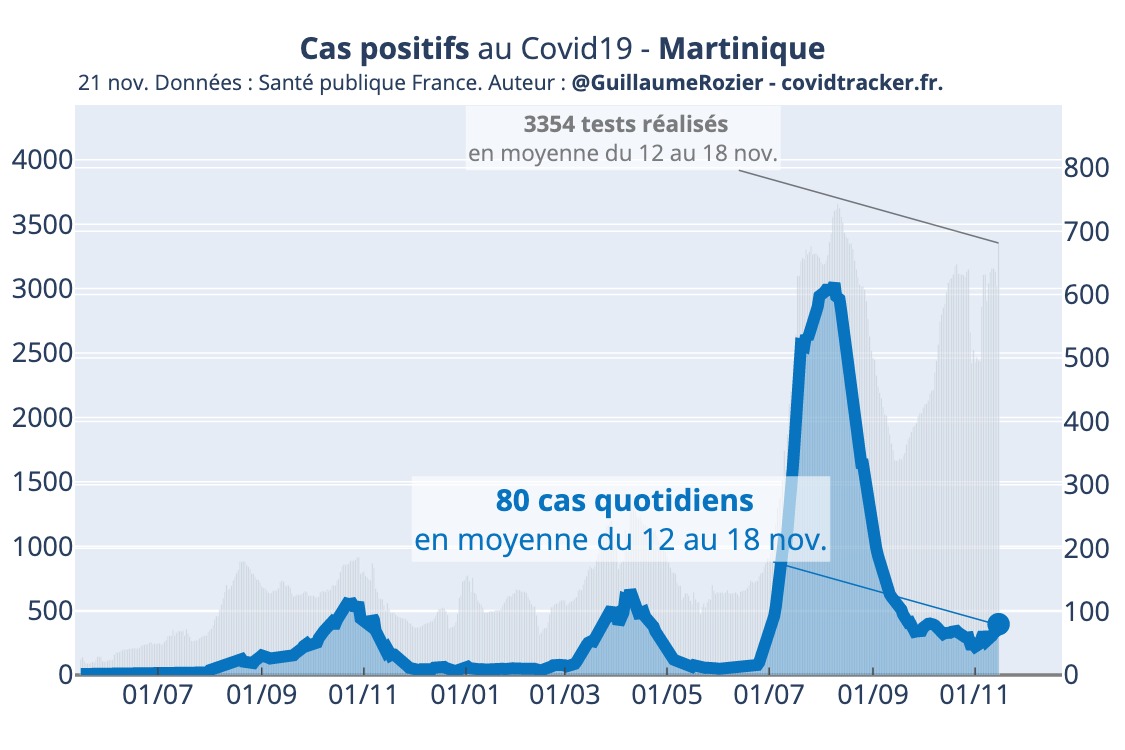 Cas positifs au Covid19 - Martinique
21 nov. Données : Santé publique France. Auteur : @GuillaumeRozier - covidtracker.fr.
3354 tests réalisés
en moyenne du 12 au 18 nov.
4000
3500
3000
2500
2000
1500
1000
500
0
800
700
600
500
400
300
200
100
0
80 cas quotidiens
en moyenne du 12 au 18 nov.
01/07 01/09 01/11 01/01 01/03 01/05 01/07 01/09 01/11